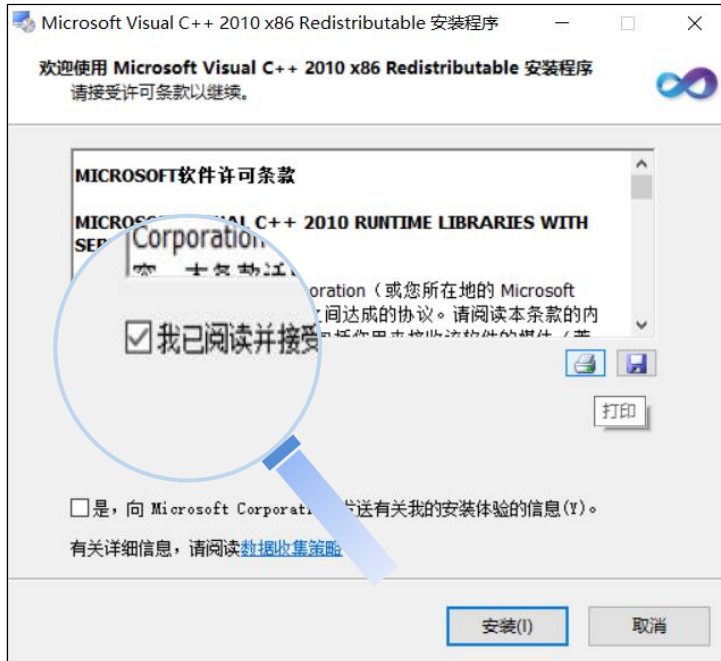 Microsoft Visual C++ 2010 x86 Redistributable 安装程序
欢迎使用 Microsoft Visual C++ 2010 x86 Redistributable 安装程序
请接受许可条款以继续。
MICROSOFT软件许可条款
MICROSOFT VISUAL C++ 2010 RUNTIME LIBRARIES WITH
SER
Corporation
oration（或您所在地的 Microsoft
间达成的协议。请阅读本条款的内
我已阅读并接受
打印
是，向 Microsoft Corporati 发送有关我的安装体验的信息(Y)。
有关详细信息，请阅读数据收集策略
安装(I)
取消